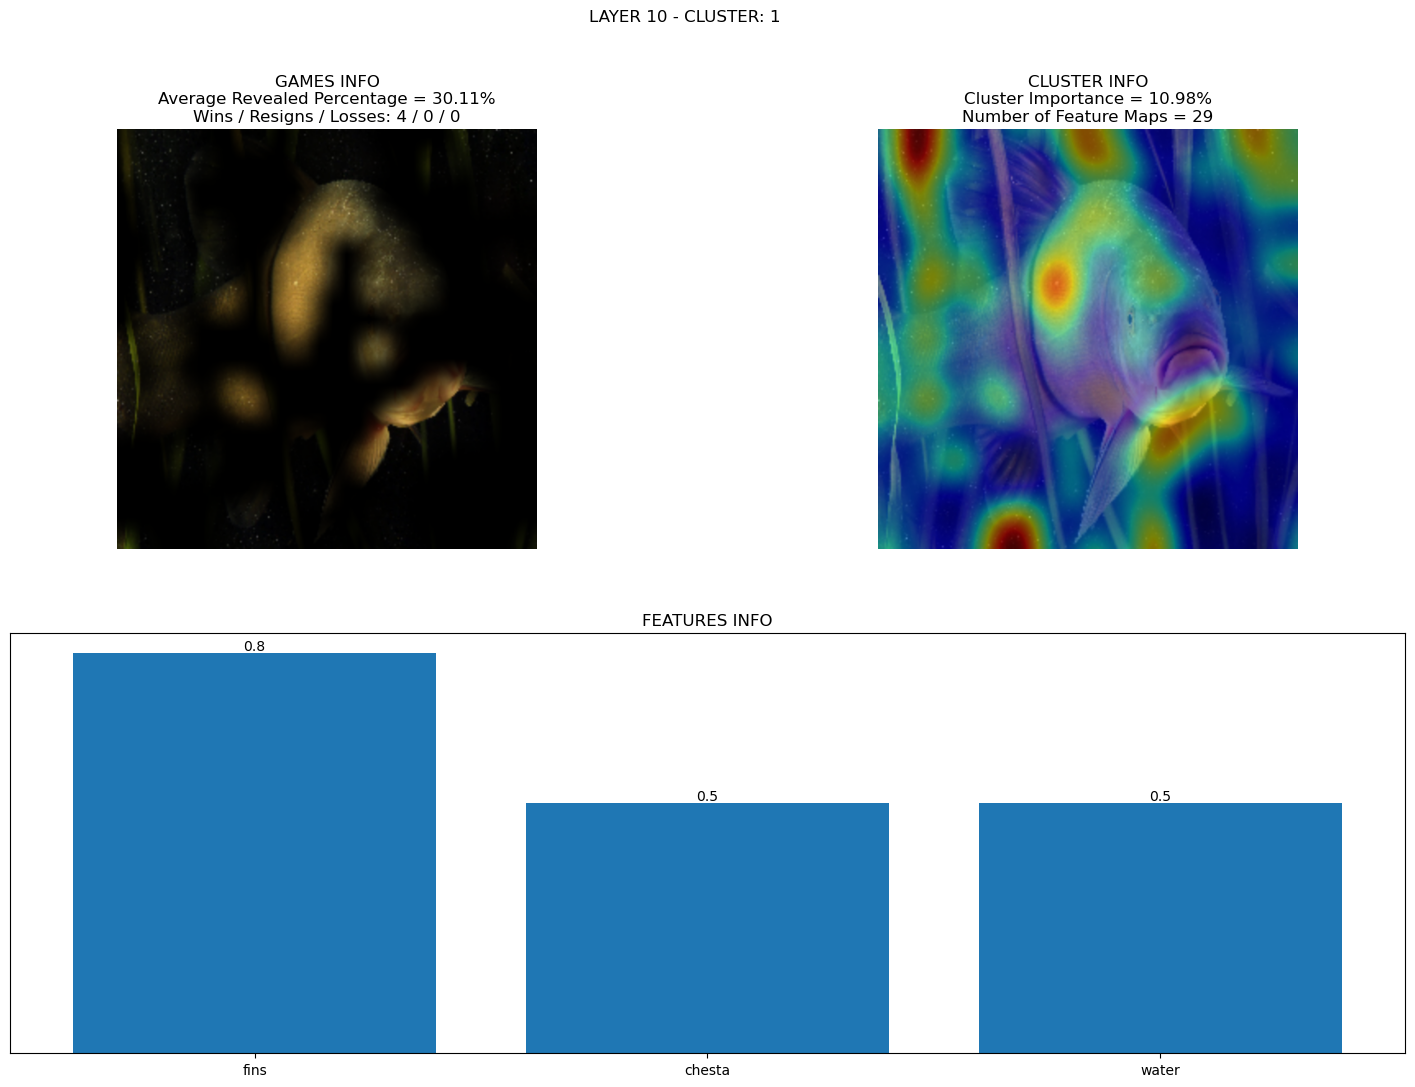 LAYER 10 - CLUSTER: 1
GAMES INFO
Average Revealed Percentage = 30.11%
Wins / Resigns / Losses: 4 / 0 / 0
CLUSTER INFO
Cluster Importance = 10.98%
Number of Feature Maps = 29
FEATURES INFO
0.8
0.5
0.5
fins
chesta
water